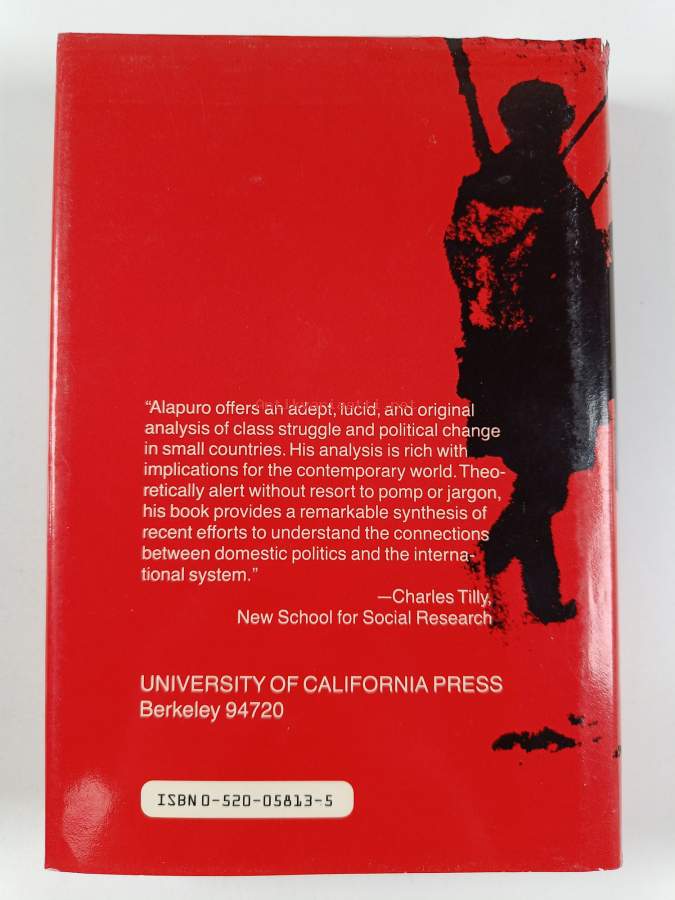 “Alapuro offers an adept, lucid, and original
analysis of class struggle and political change
in small countries. His analysis is rich with
implications for the contemporary world. Theo-
retically alert without resort to pomp or jargon,
his book provides a remarkable synthesis of
recent efforts to understand the connections
between domestic politics and the interna-
tional system.”
—Charles Tilly,
New School for Social Research
UNIVERSITY OF CALIFORNIA PRESS
Berkeley 94720
ISBN 0-520-05813-5